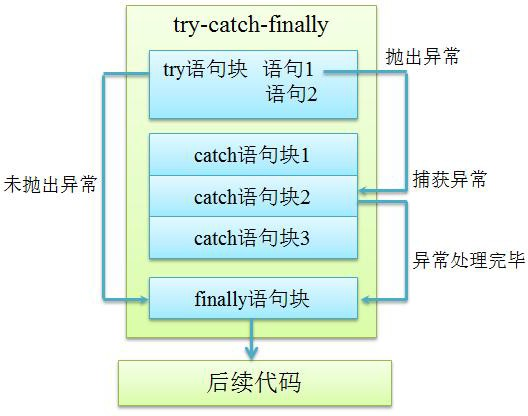 try-catch-finally
try语句块 语句1
语句2
抛出异常
catch语句块1
catch语句块2
catch语句块3
未抛出异常
捕获异常
异常处理完毕
finally语句块
后续代码